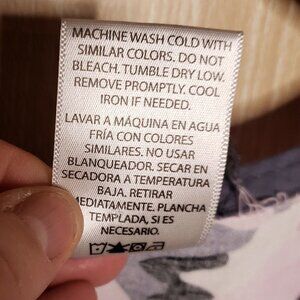 MACHINE WASH COLD WITH
SIMILAR COLORS. DO NOT
BLEACH. TUMBLE DRY LOW.
REMOVE PROMPTLY. COOL
IRON IF NEEDED.
LAVAR A MÁQUINA EN AGUA
FRÍA CON COLORES
SIMILARES. NO USAR
BLANQUEADOR. SECAR EN
SECADORA A TEMPERATURA
BAJA. RETIRAR
MEDIATAMENTE. PLANCHA
TEMPLADA, SI ES
NECESARIO.